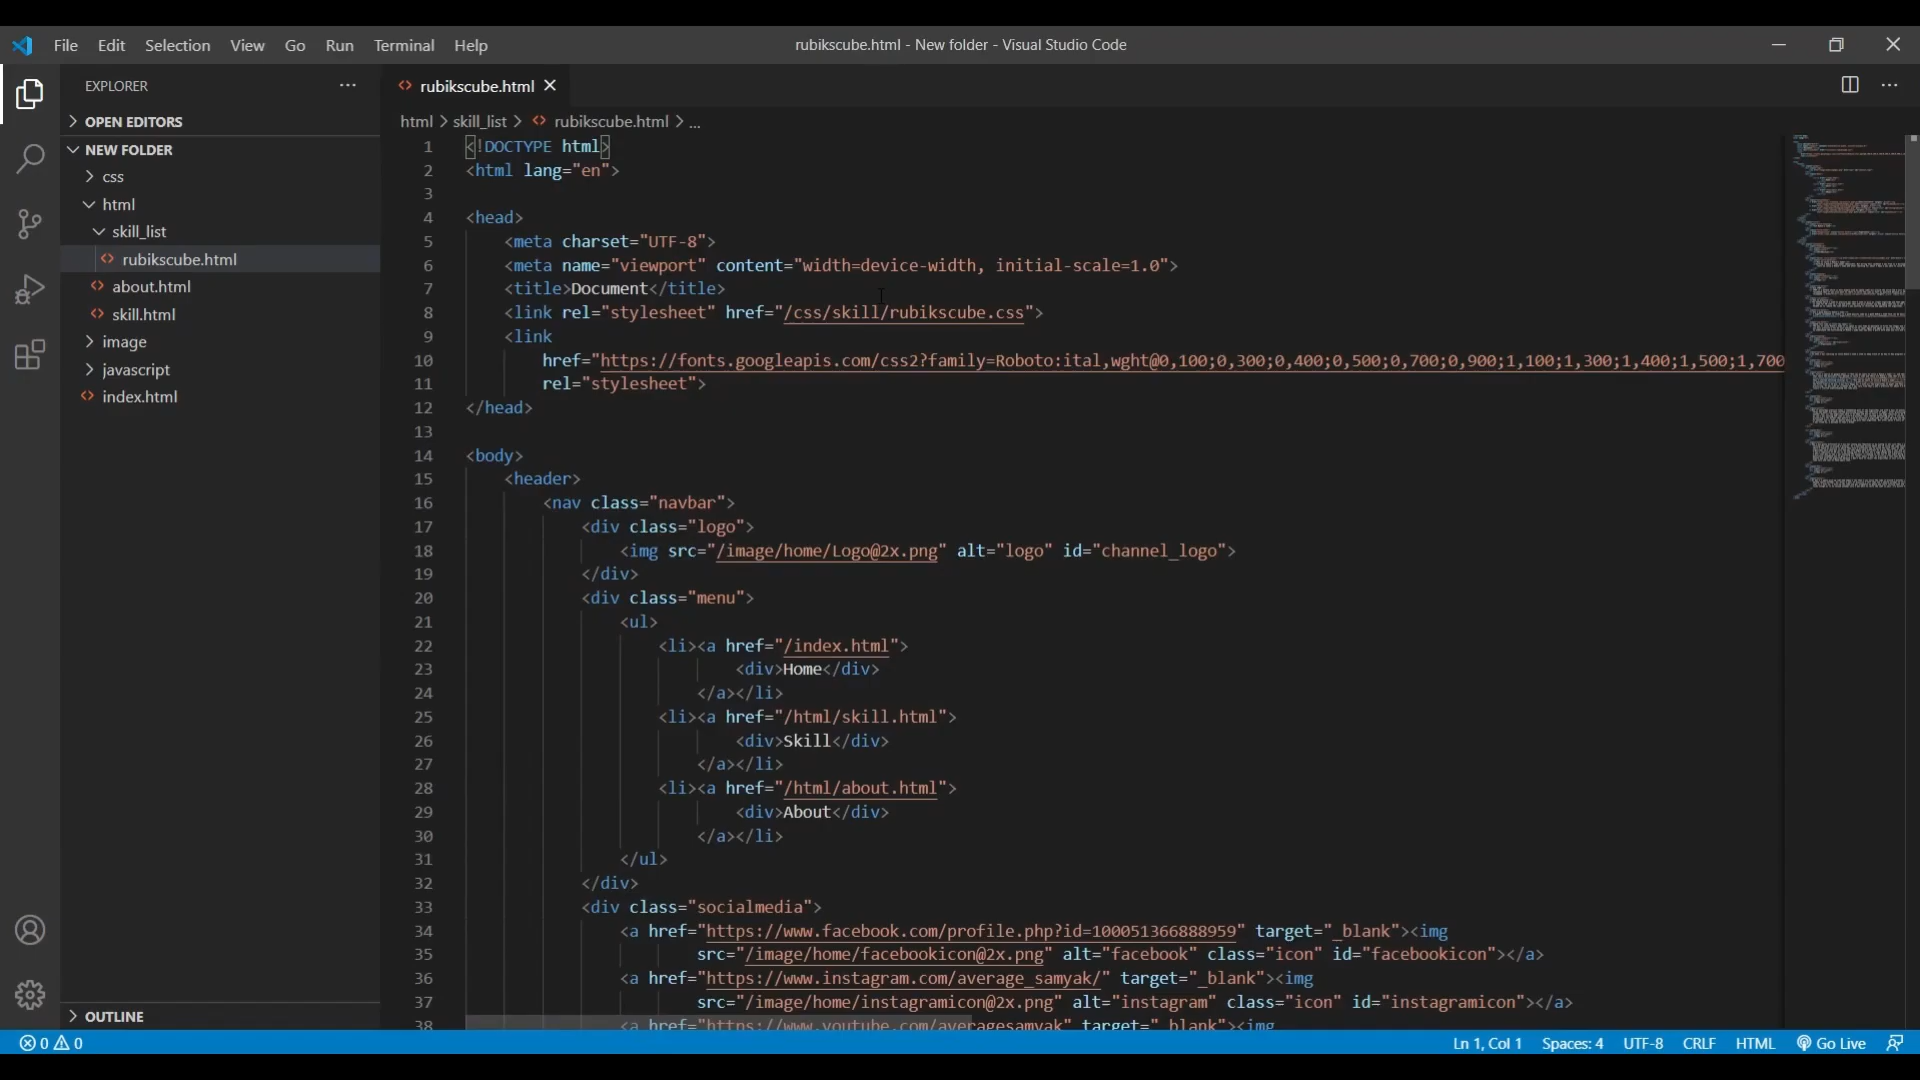 File Edit Selection View Go Run Terminal Help
rubikscube.html - New folder - Visual Studio Code
EXPLORER
OPEN EDITORS
NEW FOLDER
css
html
skill_list
rubikscube.html
about.html
skill.html
image
javascript
index.html
OUTLINE
rubikscube.html
html > skill_list > rubikscube.html > ...
1 <!DOCTYPE html>
2 <html lang="en">
3
4 <head>
5 <meta charset="UTF-8">
6 <meta name="viewport" content="width=device-width, initial-scale=1.0">
7 <title>Document</title>
8 <link rel="stylesheet" href="/css/skill/rubikscube.css">
9 <link
10 href="https://fonts.googleapis.com/css2?family=Roboto:ital,wght@0,100;0,300;0,400;0,500;0,700;0,900;1,100;1,300;1,400;1,500;1,700
11 rel="stylesheet">
12 </head>
13
14 <body>
15 <header>
16 <nav class="navbar">
17 <div class="logo">
18 <img src="/image/home/Logo@2x.png" alt="logo" id="channel_logo">
19 </div>
20 <div class="menu">
21 <ul>
22 <li><a href="/index.html">
23 <div>Home</div>
24 </a></li>
25 <li><a href="/html/skill.html">
26 <div>Skill</div>
27 </a></li>
28 <li><a href="/html/about.html">
29 <div>About</div>
30 </a></li>
31 </ul>
32 </div>
33 <div class="socialmedia">
34 <a href="https://www.facebook.com/profile.php?id=100051366888959" target="_blank"><img
35 src="/image/home/facebookicon@2x.png" alt="facebook" class="icon" id="facebookicon"></a>
36 <a href="https://www.instagram.com/average_samyak/" target="_blank"><img
37 src="/image/home/instagramicon@2x.png" alt="instagram" class="icon" id="instagramicon"></a>
38 <a href="https://www.youtube.com/averagesamyak" target="_blank"><img
0 0
Ln 1, Col 1 Spaces: 4 UTF-8 CRLF HTML Go Live